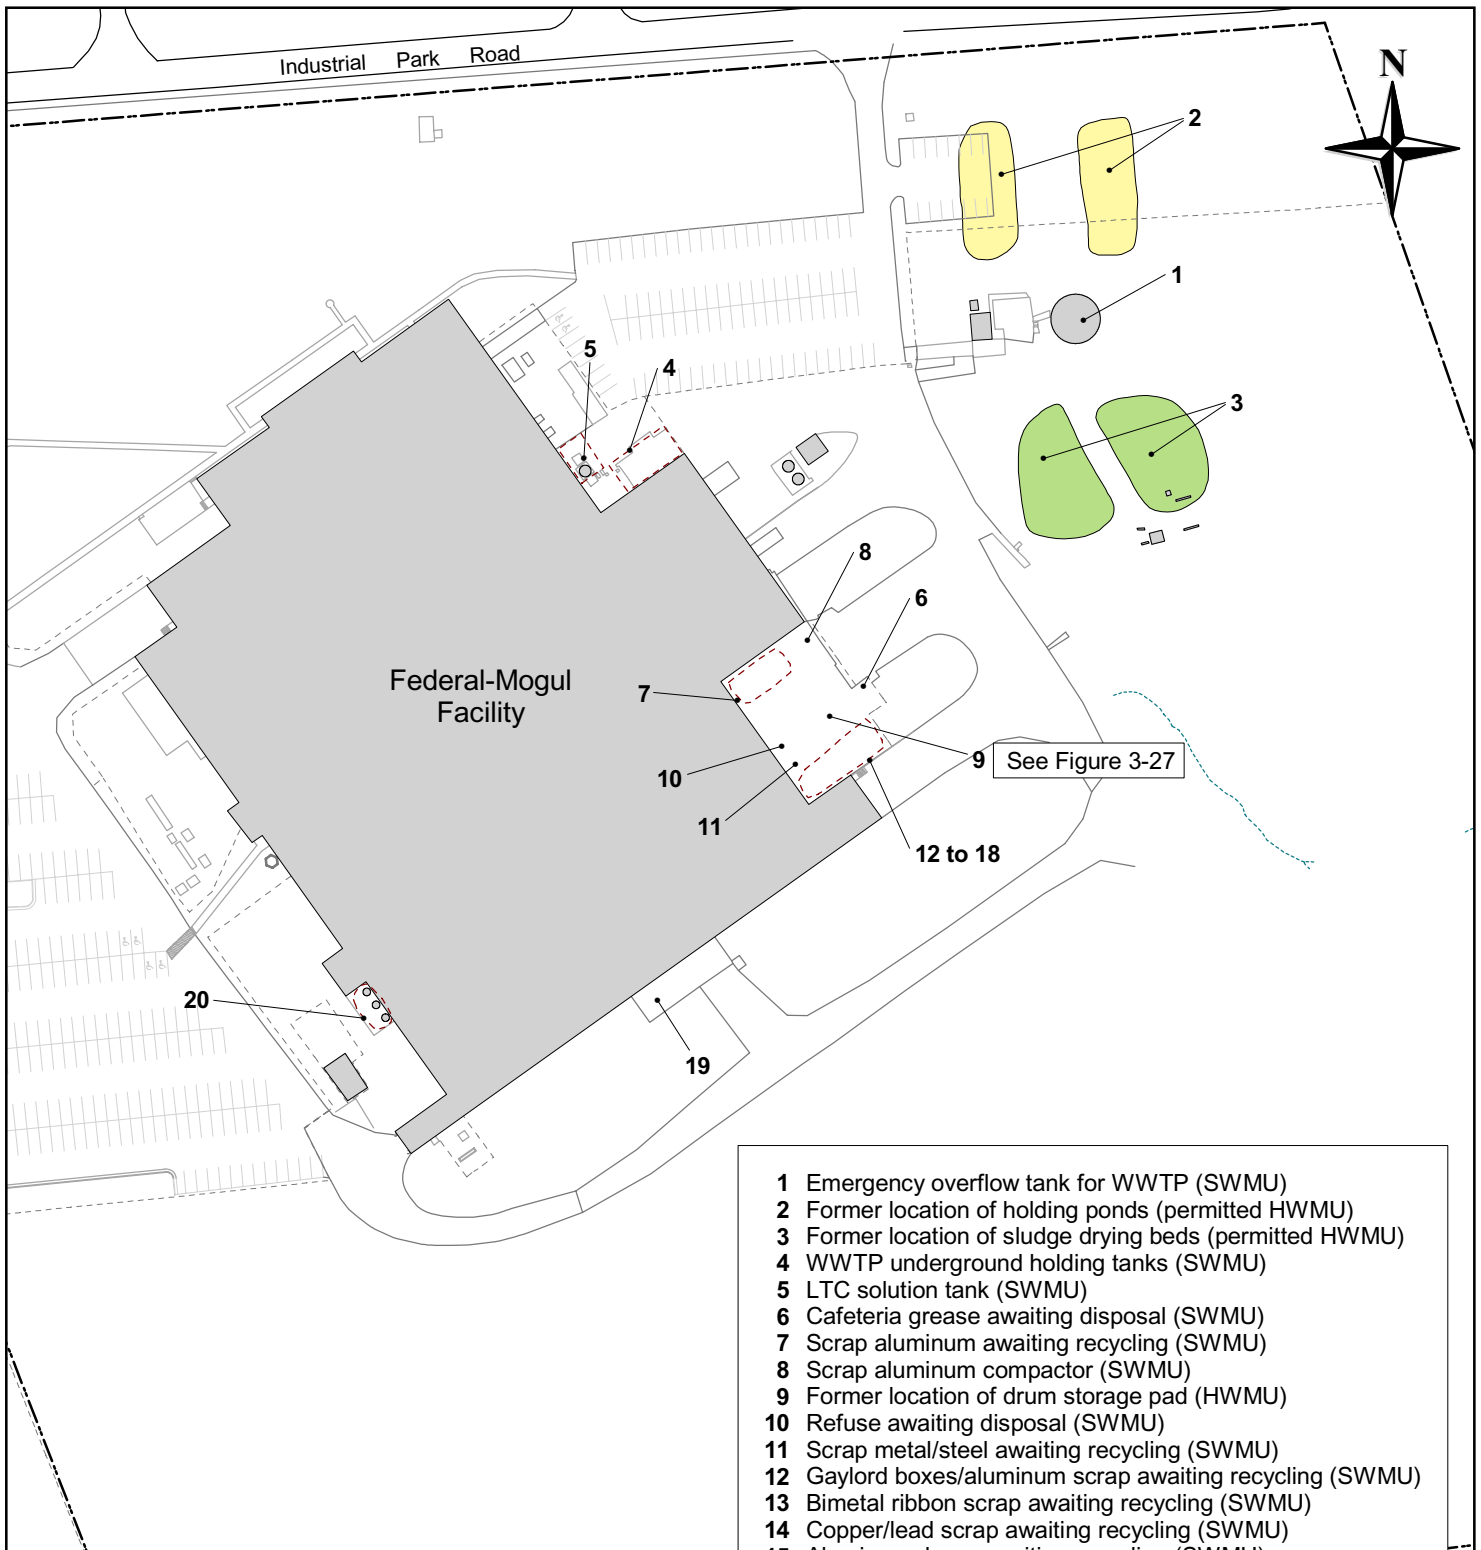 Industrial Park Road
N
2
1
5
4
3
8
6
Federal-Mogul
Facility
7
9 See Figure 3-27
10
11
12 to 18
20
19
1 Emergency overflow tank for WWTP (SWMU)
2 Former location of holding ponds (permitted HWMU)
3 Former location of sludge drying beds (permitted HWMU)
4 WWTP underground holding tanks (SWMU)
5 LTC solution tank (SWMU)
6 Cafeteria grease awaiting disposal (SWMU)
7 Scrap aluminum awaiting recycling (SWMU)
8 Scrap aluminum compactor (SWMU)
9 Former location of drum storage pad (HWMU)
10 Refuse awaiting disposal (SWMU)
11 Scrap metal/steel awaiting recycling (SWMU)
12 Gaylord boxes/aluminum scrap awaiting recycling (SWMU)
13 Bimetal ribbon scrap awaiting recycling (SWMU)
14 Copper/lead scrap awaiting recycling (SWMU)